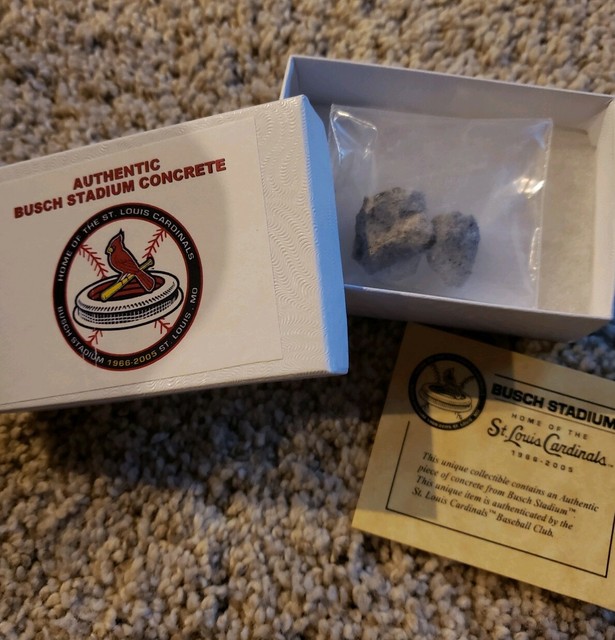 AUTHENTIC
BUSCH STADIUM CONCRETE
HOME OF THE ST. LOUIS CARDINALS
BUSCH STADIUM 1966-2005 ST. LOUIS, MO
BUSCH STADIUM
HOME OF THE
St. Louis Cardinals
1966-2005
This unique collectible contains an Authentic
piece of concrete from Busch Stadium™
This unique item is authenticated by the
St. Louis Cardinals™ Baseball Club.